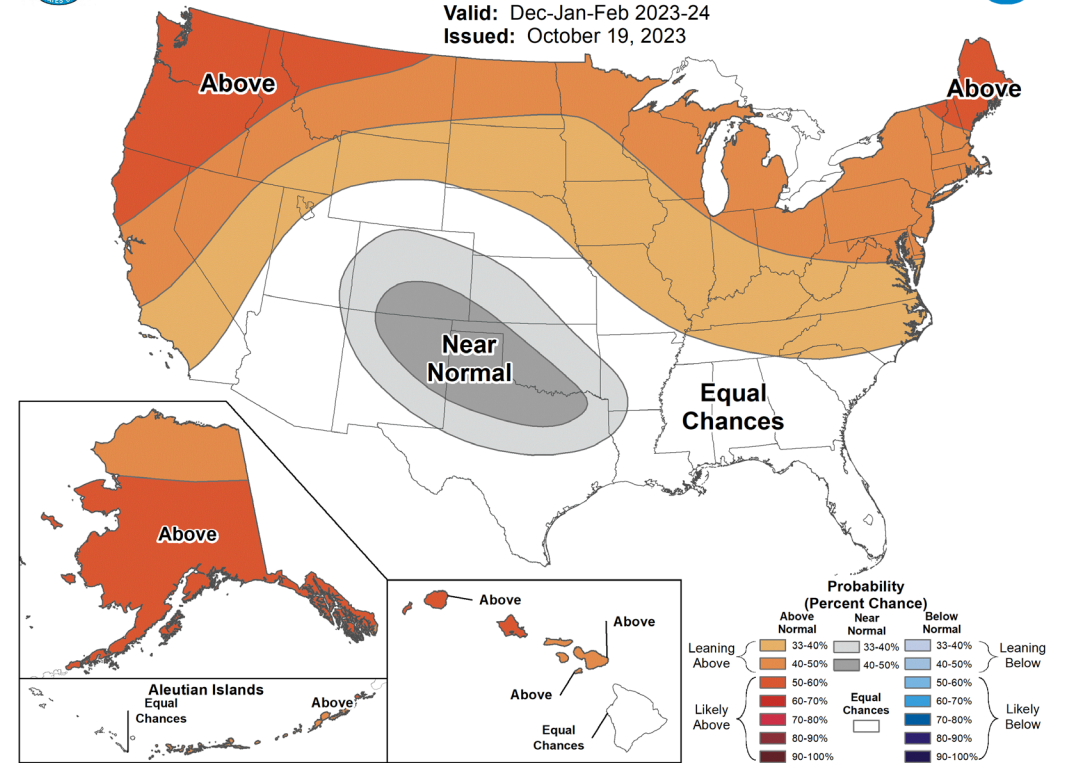 Valid: Dec-Jan-Feb 2023-24
Issued: October 19, 2023
Above
Above
Near
Normal
Equal
Chances
Above
Above
Above
Above
Equal
Chances
Aleutian Islands
Equal
Chances
Above
Probability
(Percent Chance)
Above
Normal
Near
Normal
Below
Normal
Leaning
Above
33-40%
33-40%
33-40%
Leaning
Below
40-50%
40-50%
40-50%
50-60%
50-60%
Likely
Above
60-70%
Equal
Chances
60-70%
Likely
Below
70-80%
70-80%
80-90%
80-90%
90-100%
90-100%